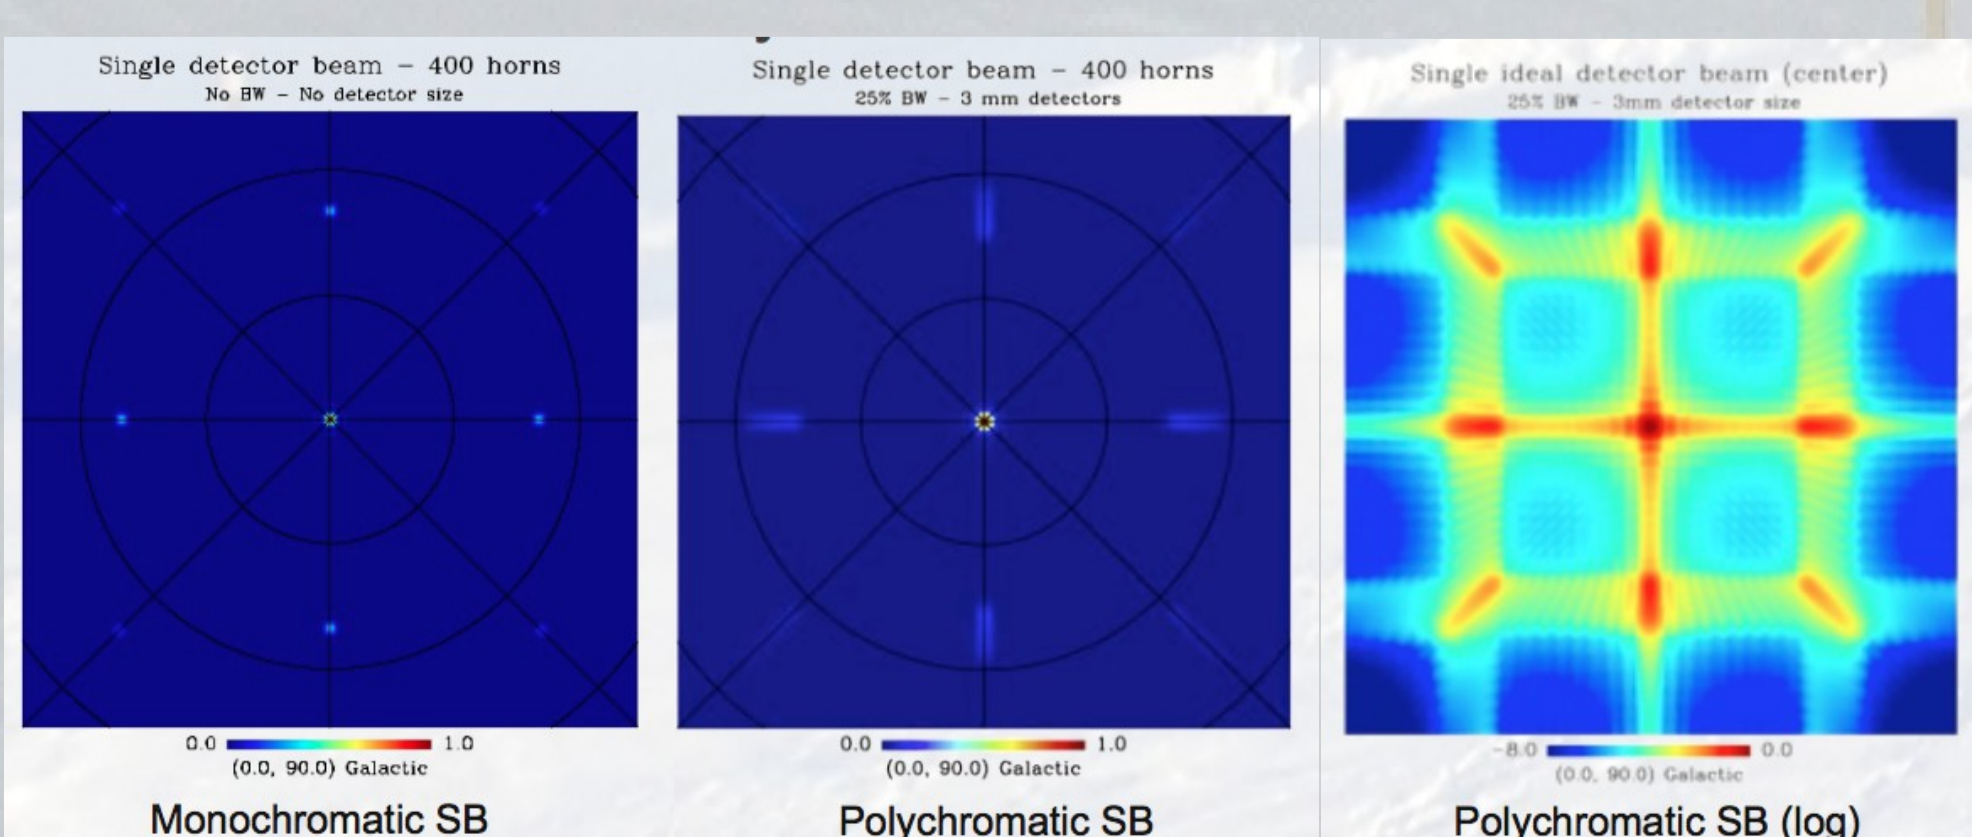 Single detector beam – 400 horns
No BW – No detector size
0.0 1.0
(0.0, 90.0) Galactic
Monochromatic SB
Single detector beam – 400 horns
25% BW – 3 mm detectors
0.0 1.0
(0.0, 90.0) Galactic
Polychromatic SB
Single ideal detector beam (center)
25% BW – 3mm detector size
-8.0 0.0
(0.0, 90.0) Galactic
Polychromatic SB (log)